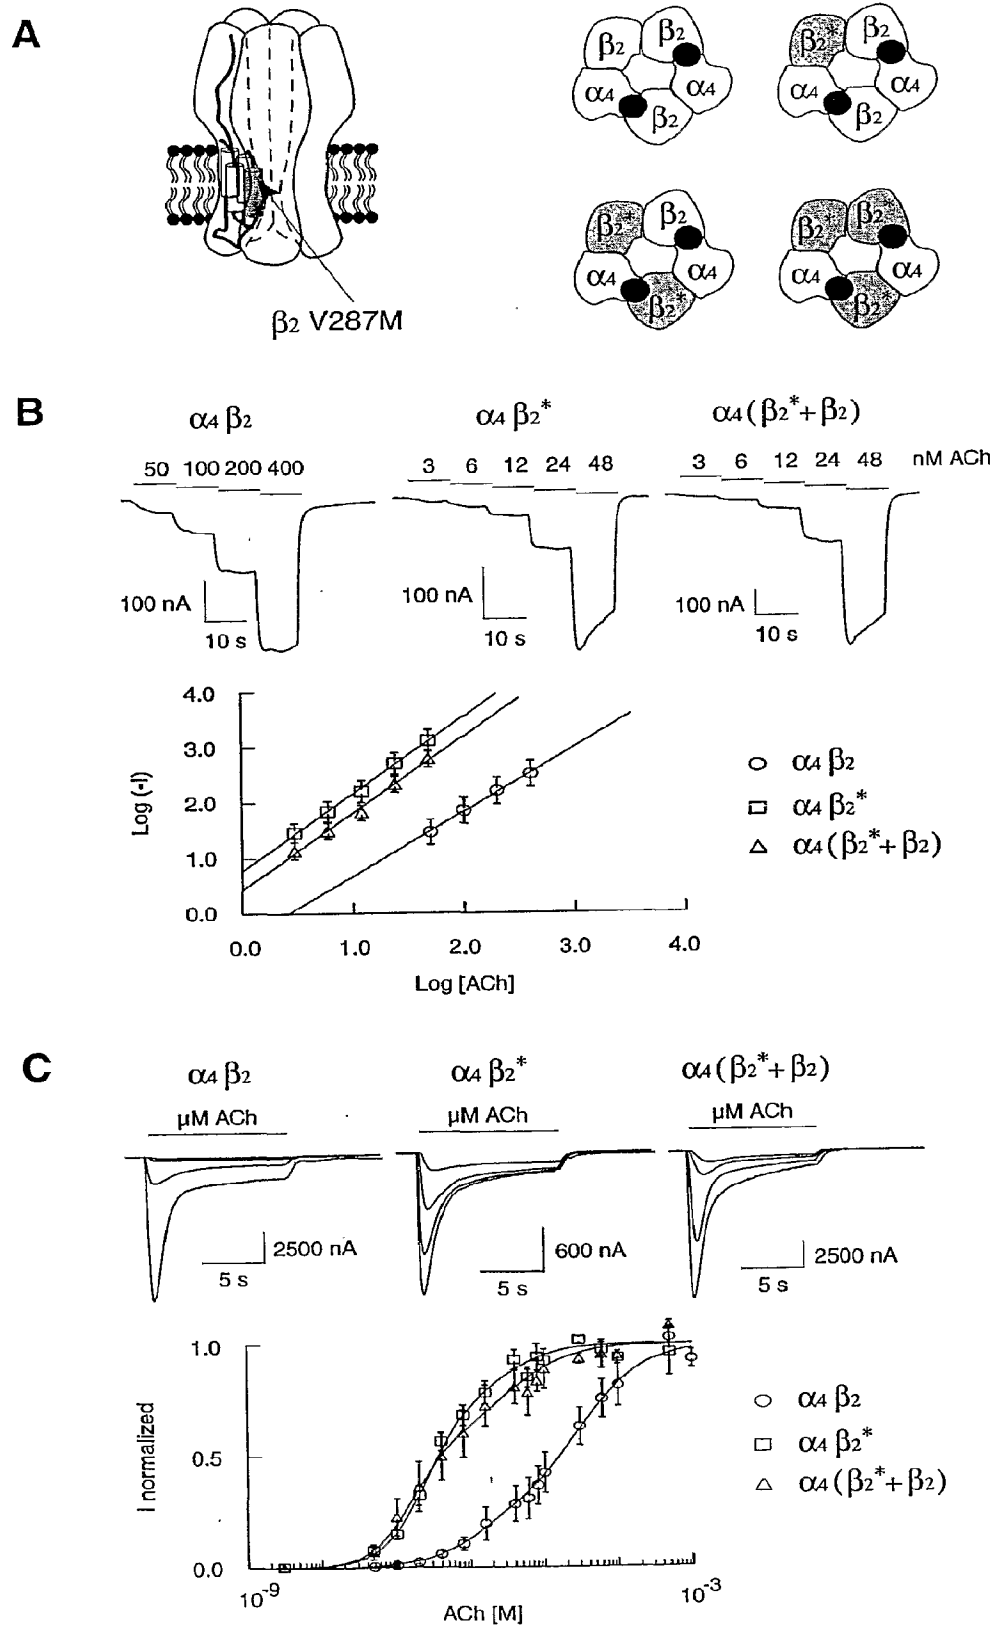 A
β2 V287M
β2 β2
α4 α4
β2
β2* β2
α4 α4
β2
β2* β2
α4 α4
β2*
β2* β2*
α4 α4
β2*
B
α4 β2
α4 β2*
α4 (β2*+ β2)
50 100 200 400
3 6 12 24 48
3 6 12 24 48
nM ACh
100 nA
10 s
100 nA
10 s
100 nA
10 s
4.0
3.0
2.0
1.0
0.0
Log (-I)
0.0 1.0 2.0 3.0 4.0
Log [ACh]
α4 β2
α4 β2*
α4 (β2*+ β2)
C
α4 β2
α4 β2*
α4 (β2*+ β2)
µM ACh
µM ACh
µM ACh
2500 nA
5 s
600 nA
5 s
2500 nA
5 s
1.0
0.5
0.0
I normalized
10-9
10-3
ACh [M]
α4 β2
α4 β2*
α4 (β2*+ β2)